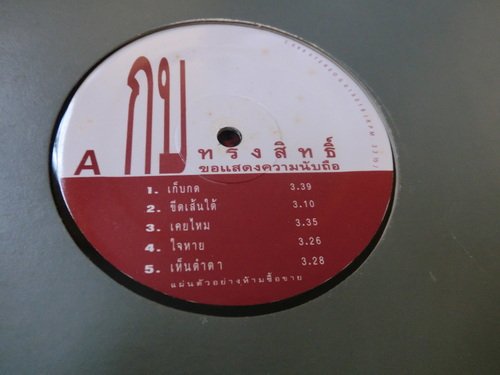 กบ
ทรงสิทธิ์
ขอแสดงความนับถือ
A
1. เก็บกด 3.39
2. ขีดเส้นใต้ 3.10
3. เคยไหม 3.35
4. ใจหาย 3.26
5. เห็นตำตา 3.28
แผ่นตัวอย่างห้ามซื้อขาย